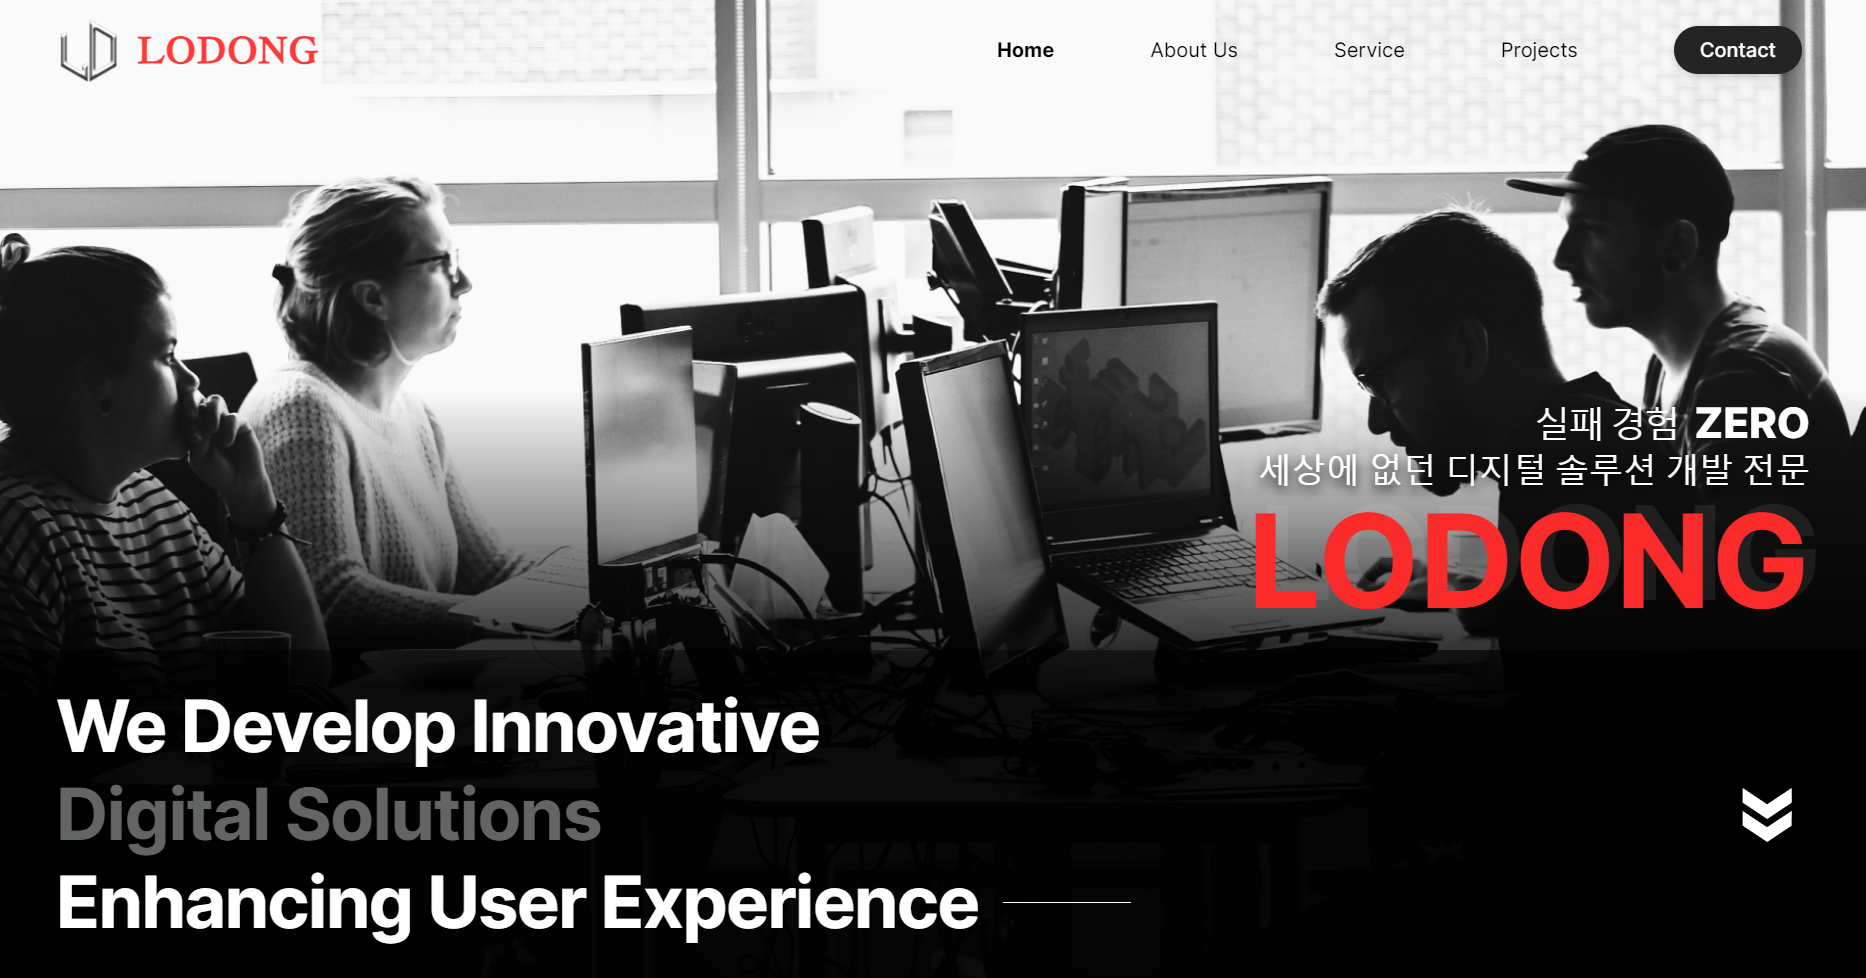 LODONG
Home
About Us
Service
Projects
Contact
실패 경험 ZERO
세상에 없던 디지털 솔루션 개발 전문
LODONG
We Develop Innovative
Digital Solutions
Enhancing User Experience